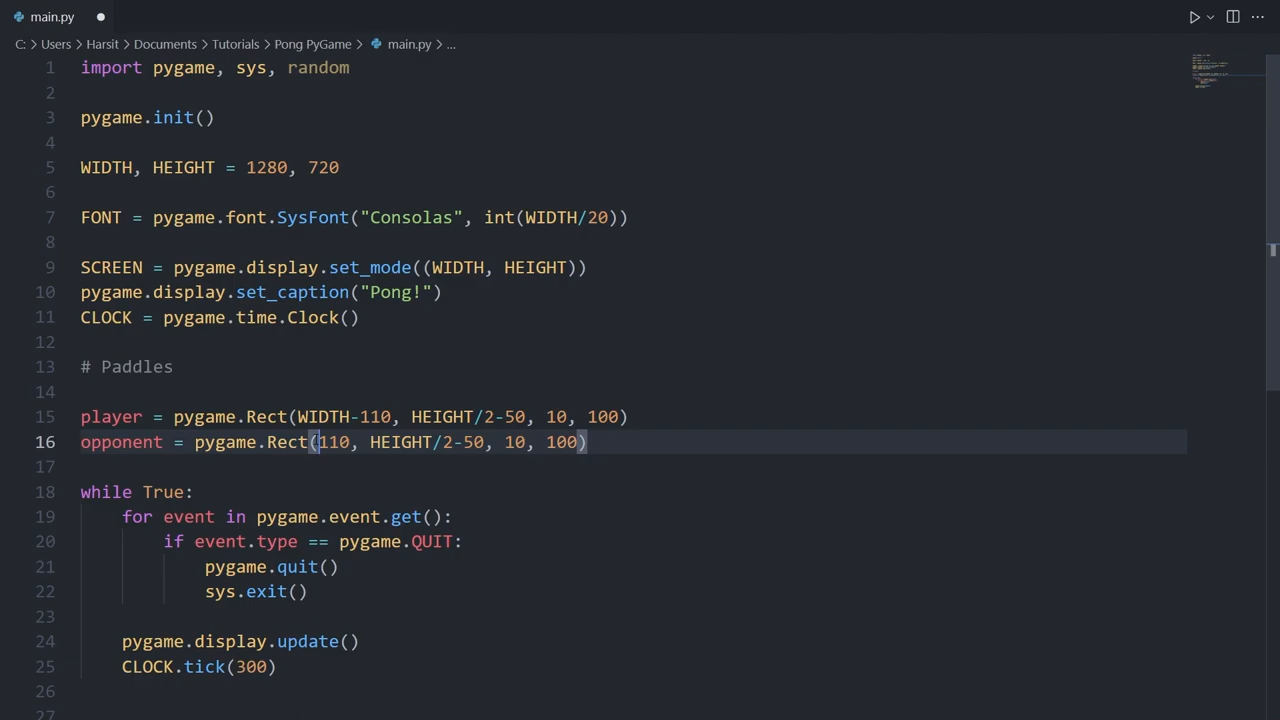 main.py
C: > Users > Harsit > Documents > Tutorials > Pong PyGame > main.py > ...
1 import pygame, sys, random
2
3 pygame.init()
4
5 WIDTH, HEIGHT = 1280, 720
6
7 FONT = pygame.font.SysFont("Consolas", int(WIDTH/20))
8
9 SCREEN = pygame.display.set_mode((WIDTH, HEIGHT))
10 pygame.display.set_caption("Pong!")
11 CLOCK = pygame.time.Clock()
12
13 # Paddles
14
15 player = pygame.Rect(WIDTH-110, HEIGHT/2-50, 10, 100)
16 opponent = pygame.Rect(110, HEIGHT/2-50, 10, 100)
17
18 while True:
19     for event in pygame.event.get():
20         if event.type == pygame.QUIT:
21             pygame.quit()
22             sys.exit()
23
24     pygame.display.update()
25     CLOCK.tick(300)
26
27